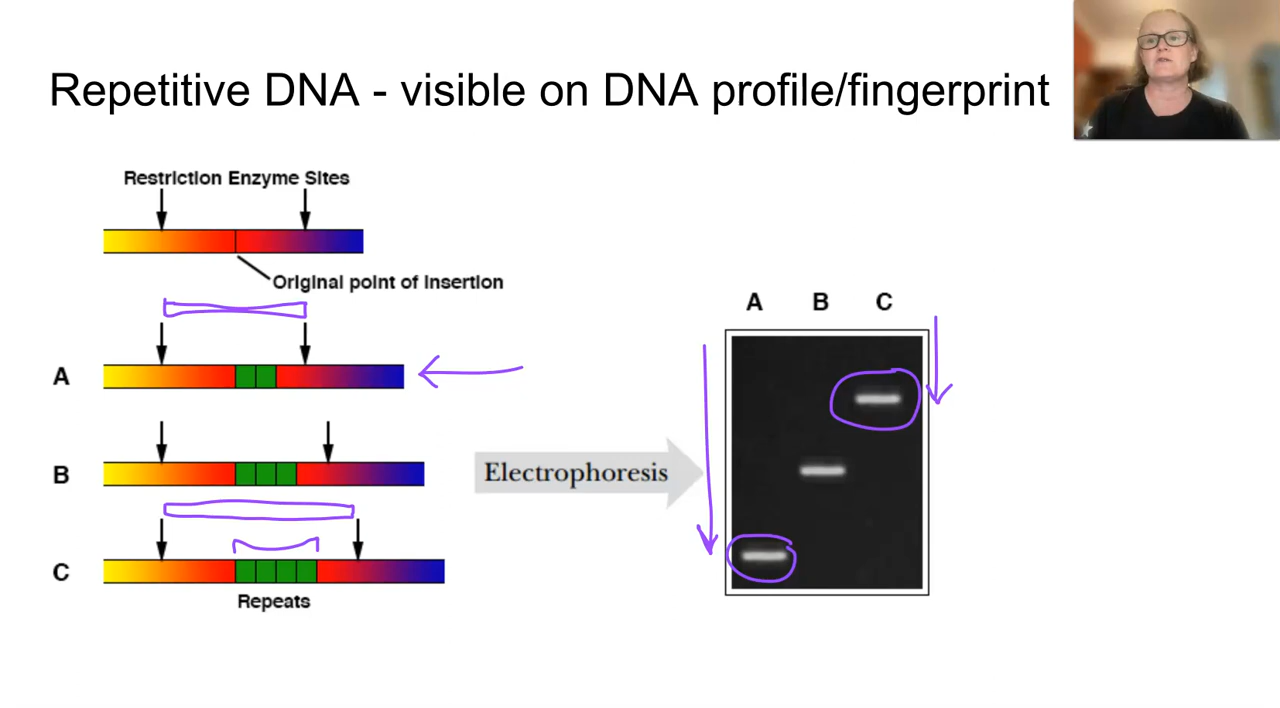 Repetitive DNA - visible on DNA profile/fingerprint
Restriction Enzyme Sites
Original point of insertion
A
B
C
Repeats
Electrophoresis
A B C